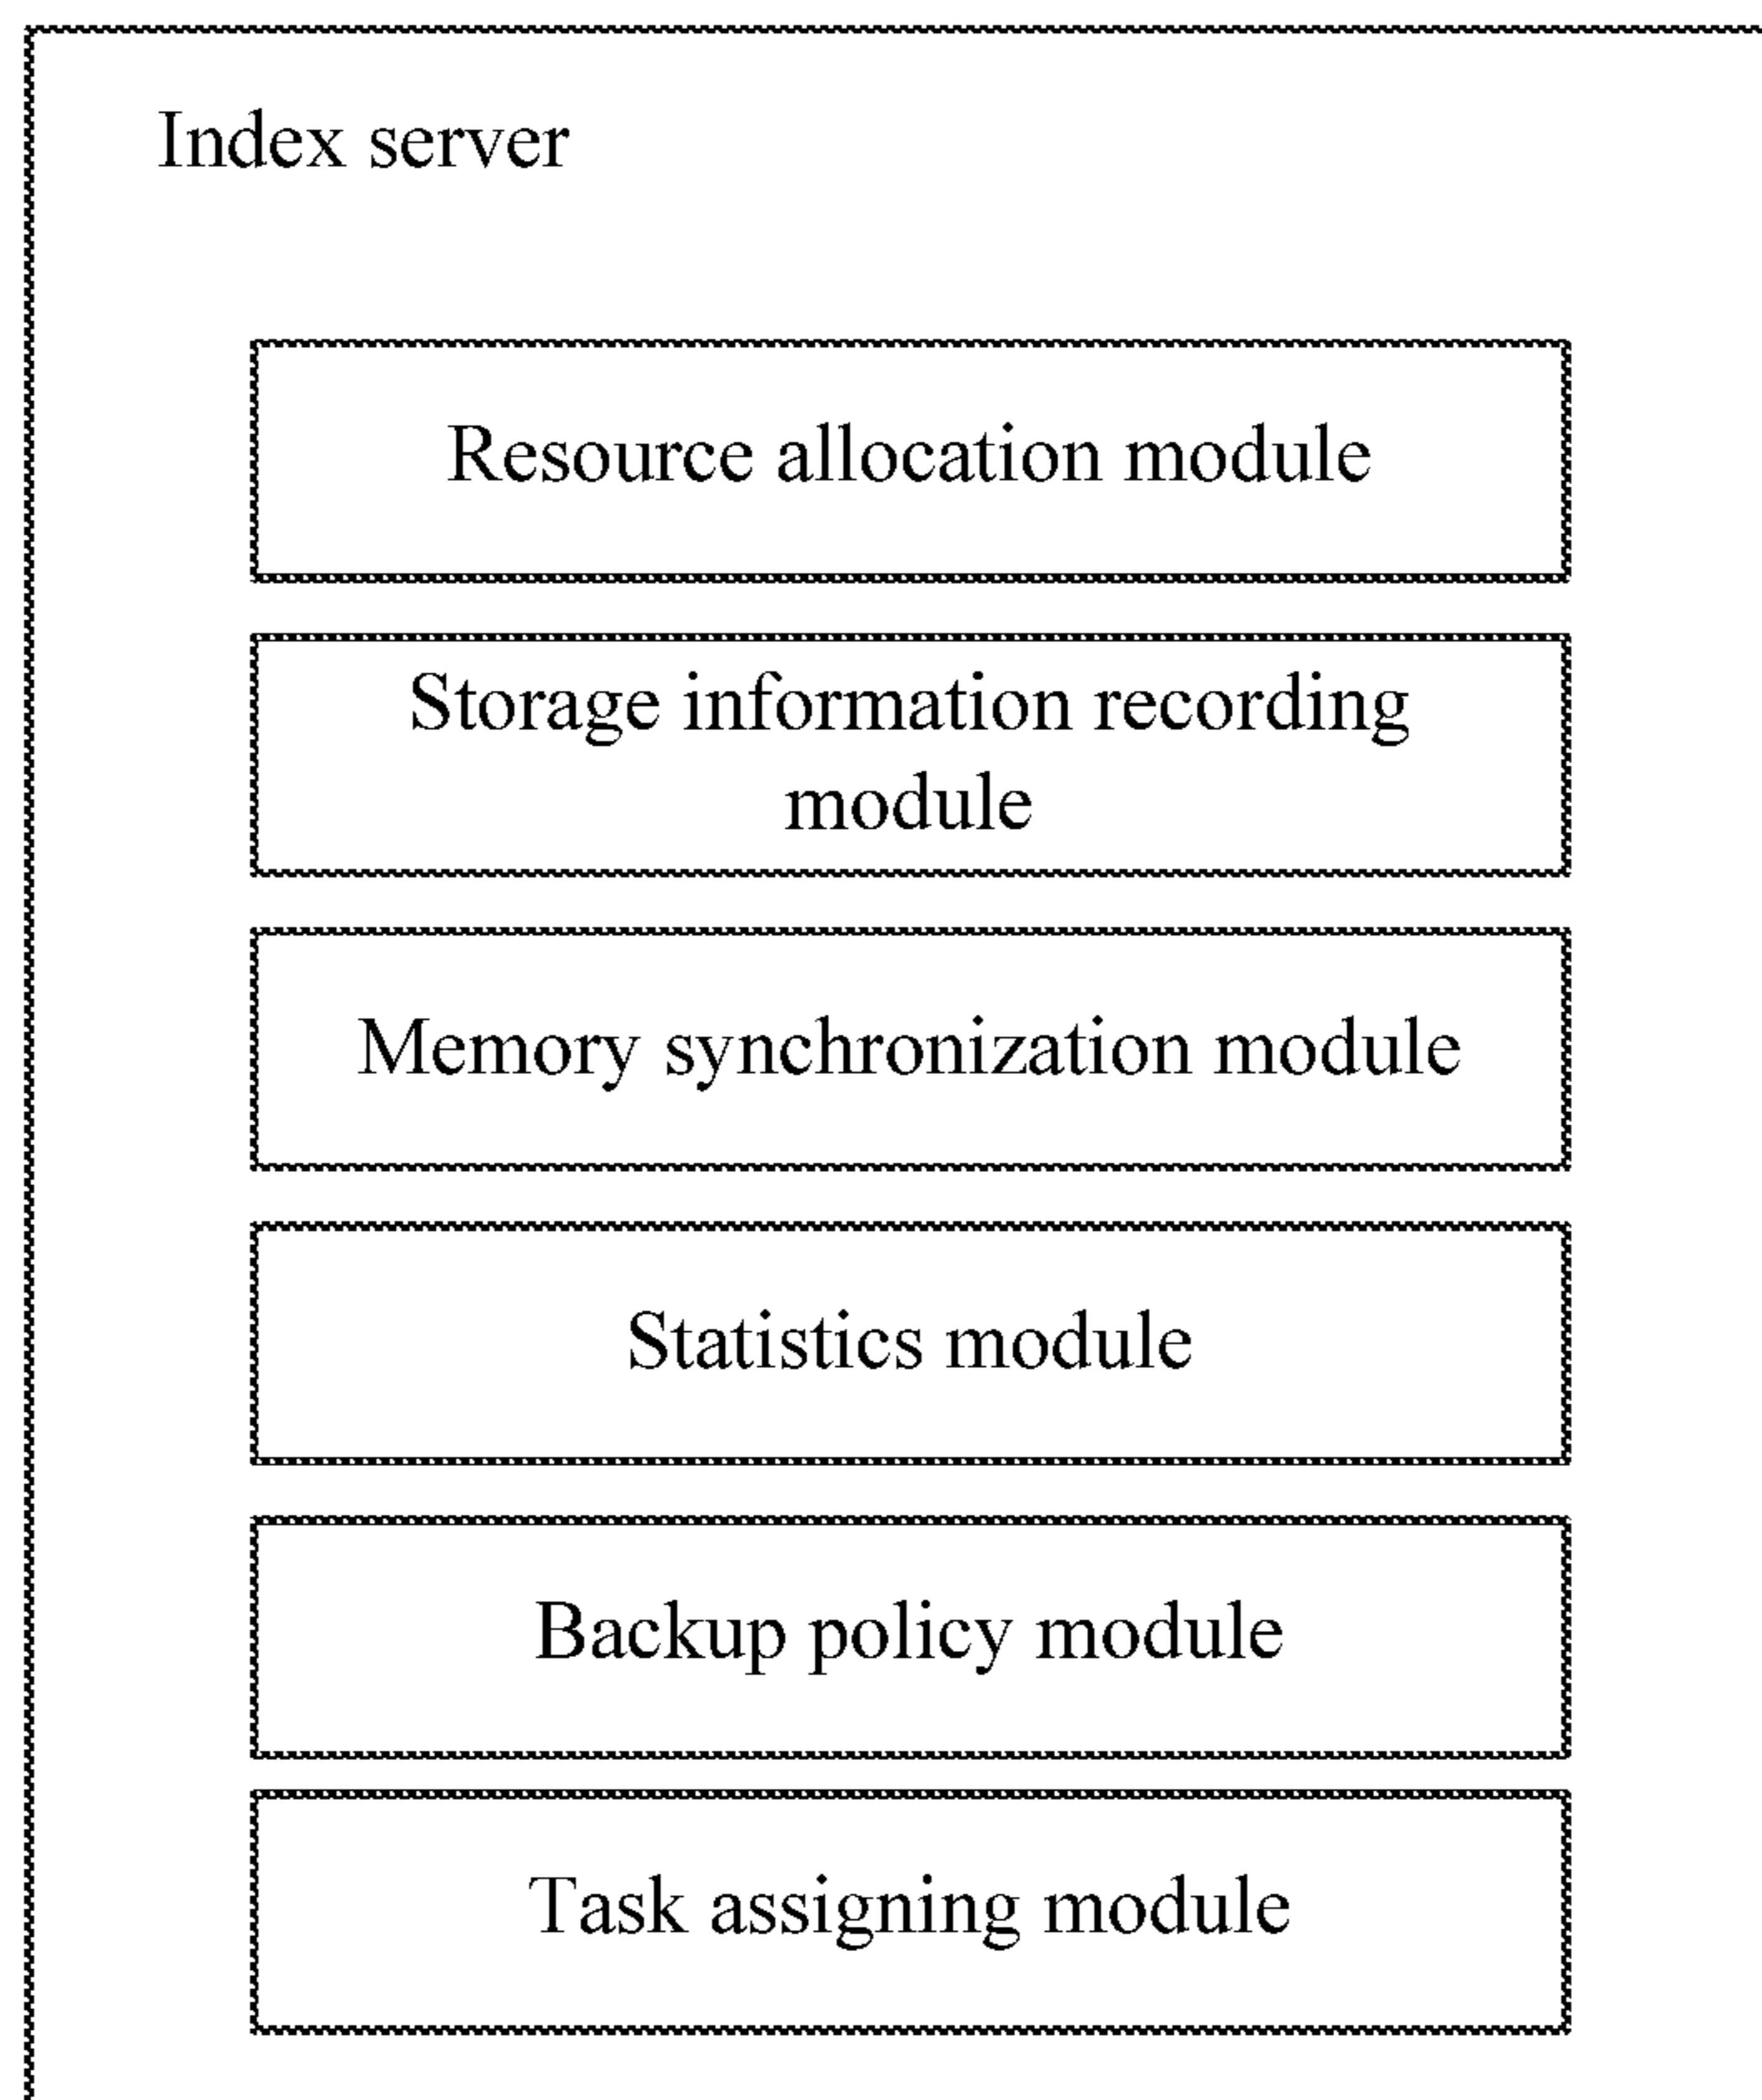 Index server
Resource allocation module
Storage information recording
module
Memory synchronization module
Statistics module
Backup policy module
Task assigning module